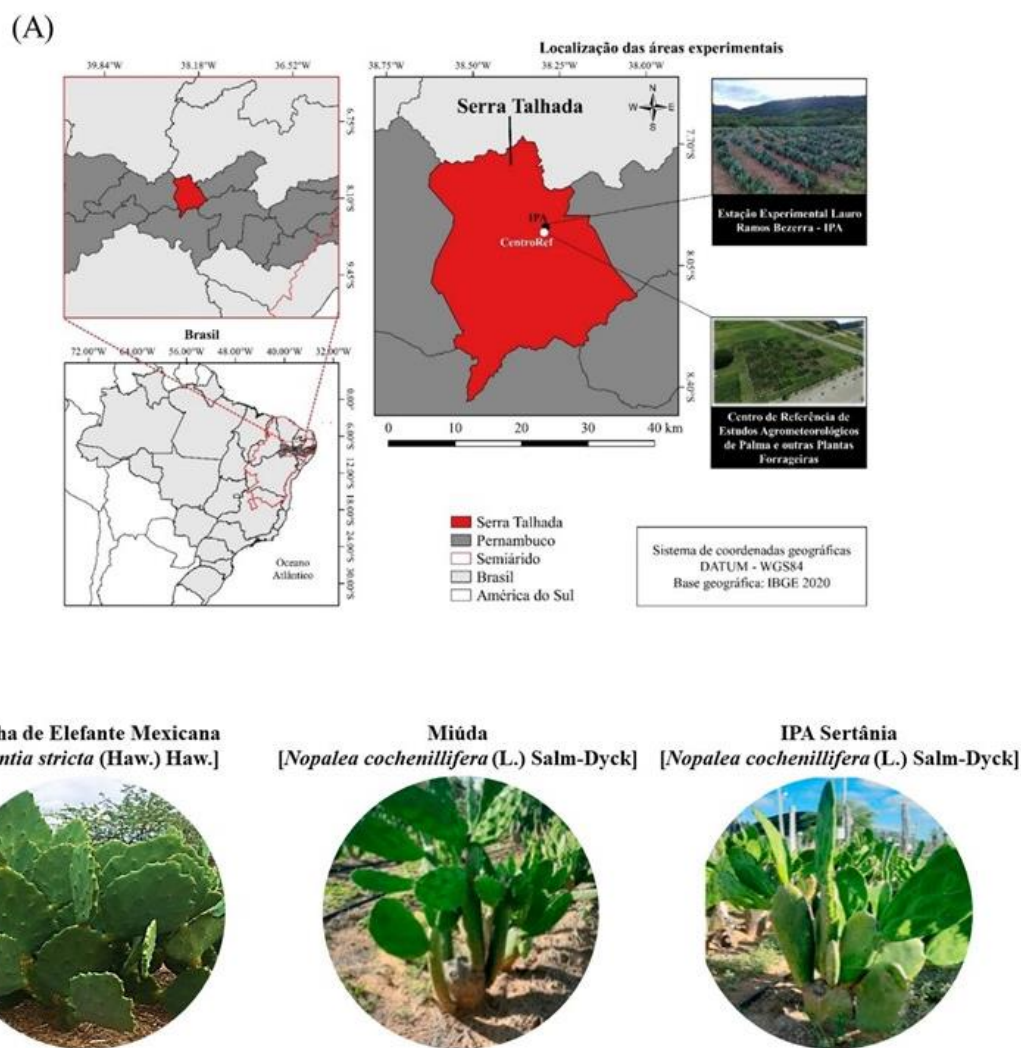 (A)
Localização das áreas experimentais
39.84°W 38.18°W 36.52°W
6.75°S
8.10°S
9.45°S
38.75°W 38.50°W 38.25°W 38.00°W
Serra Talhada
N
W E
S
7.70°S
8.05°S
8.40°S
IPA
CentroRef
Estação Experimental Lauro
Ramos Bezerra - IPA
Centro de Referência de
Estudos Agrometeorológicos
de Palma e outras Plantas
Forrageiras
0 10 20 30 40 km
Brasil
72.00°W 64.00°W 56.00°W 48.00°W 40.00°W 32.00°W
0.00°
6.00°S
12.00°S
18.00°S
24.00°S
30.00°S
Oceano
Atlântico
Serra Talhada
Pernambuco
Semiárido
Brasil
América do Sul
Sistema de coordenadas geográficas
DATUM - WGS84
Base geográfica: IBGE 2020
ha de Elefante Mexicana
ntia stricta (Haw.) Haw.]
Miúda
[Nopalea cochenillifera (L.) Salm-Dyck]
IPA Sertânia
[Nopalea cochenillifera (L.) Salm-Dyck]